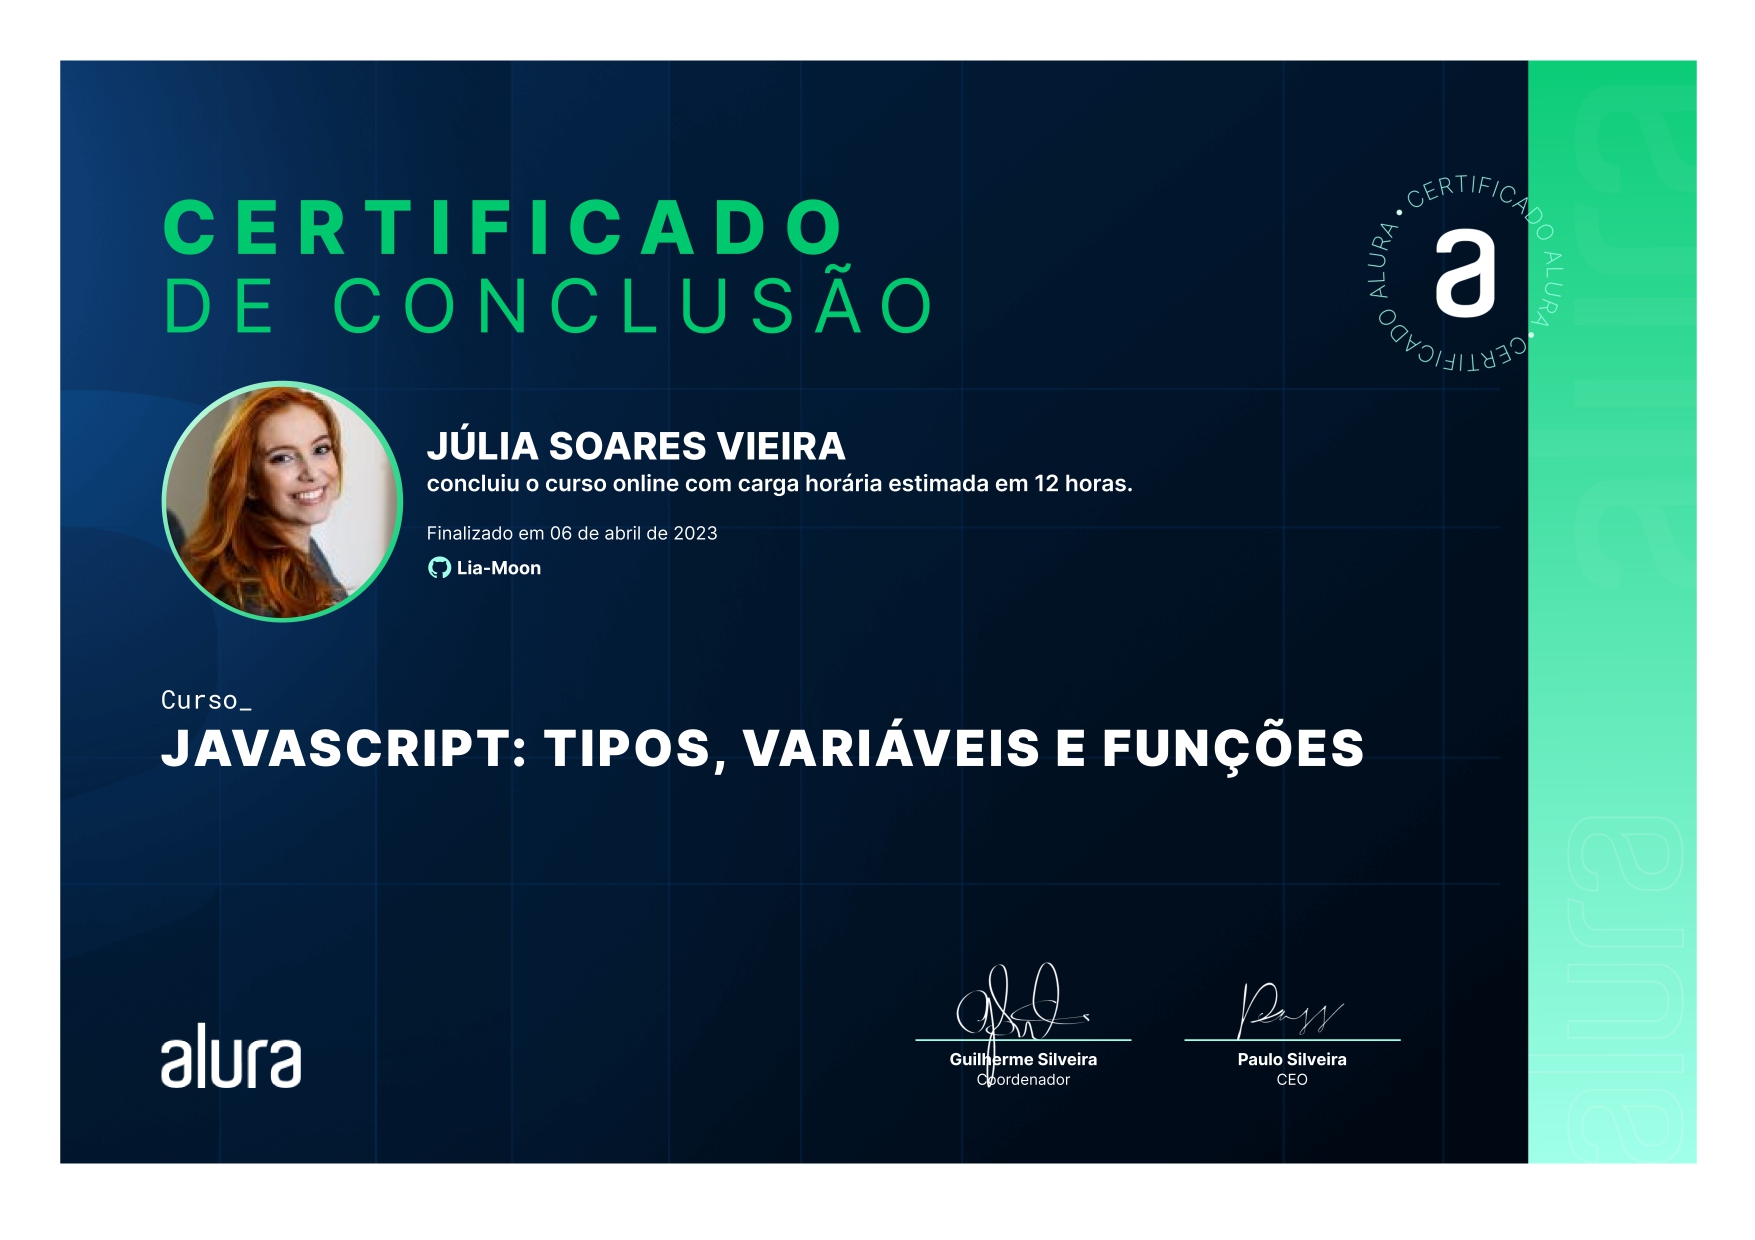 CERTIFICADO
DE CONCLUSÃO
• CERTIFICADO ALURA • CERTIFICADO ALURA
a
JÚLIA SOARES VIEIRA
concluiu o curso online com carga horária estimada em 12 horas.
Finalizado em 06 de abril de 2023
Lia-Moon
Curso_
JAVASCRIPT: TIPOS, VARIÁVEIS E FUNÇÕES
alura
Guilherme Silveira
Coordenador
Paulo Silveira
CEO
alura
alura